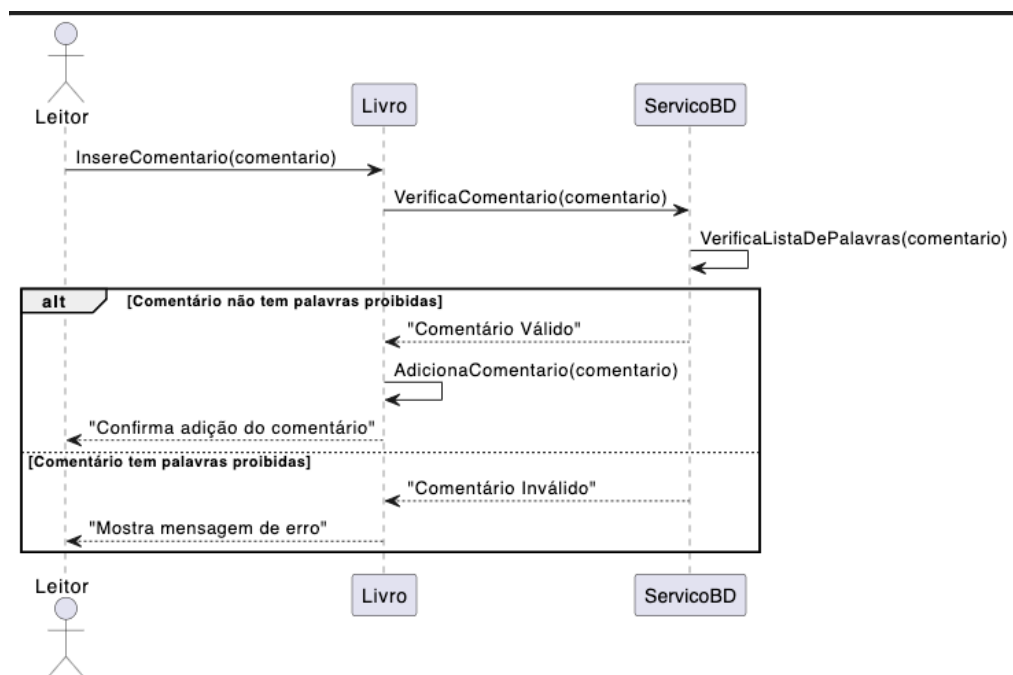 Leitor
Livro
ServicoBD
InsereComentario(comentario)
VerificaComentario(comentario)
VerificaListaDePalavras(comentario)
alt
[Comentário não tem palavras proibidas]
"Comentário Válido"
AdicionaComentario(comentario)
"Confirma adição do comentário"
[Comentário tem palavras proibidas]
"Comentário Inválido"
"Mostra mensagem de erro"
Leitor
Livro
ServicoBD